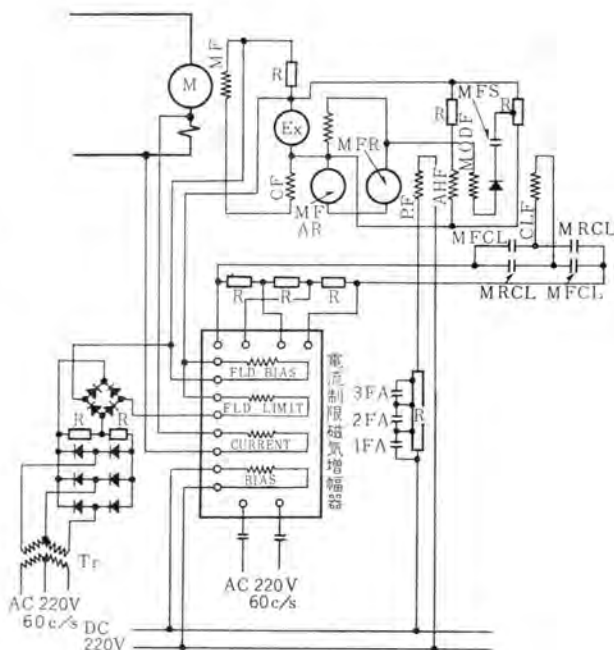 MF
R
M
Ex
CF
MFR
MF
AR
R
MFS
R
MODF
PF
AHF
CLF
MFCL
MRCL
MRCL
MFCL
R
R
R
FLD BIAS
FLD LIMIT
CURRENT
BIAS
電流制限磁気増幅器
3FA
2FA
1FA
R
R
R
Tr
AC 220V
60c/s
AC 220V
60c/s
DC
220V